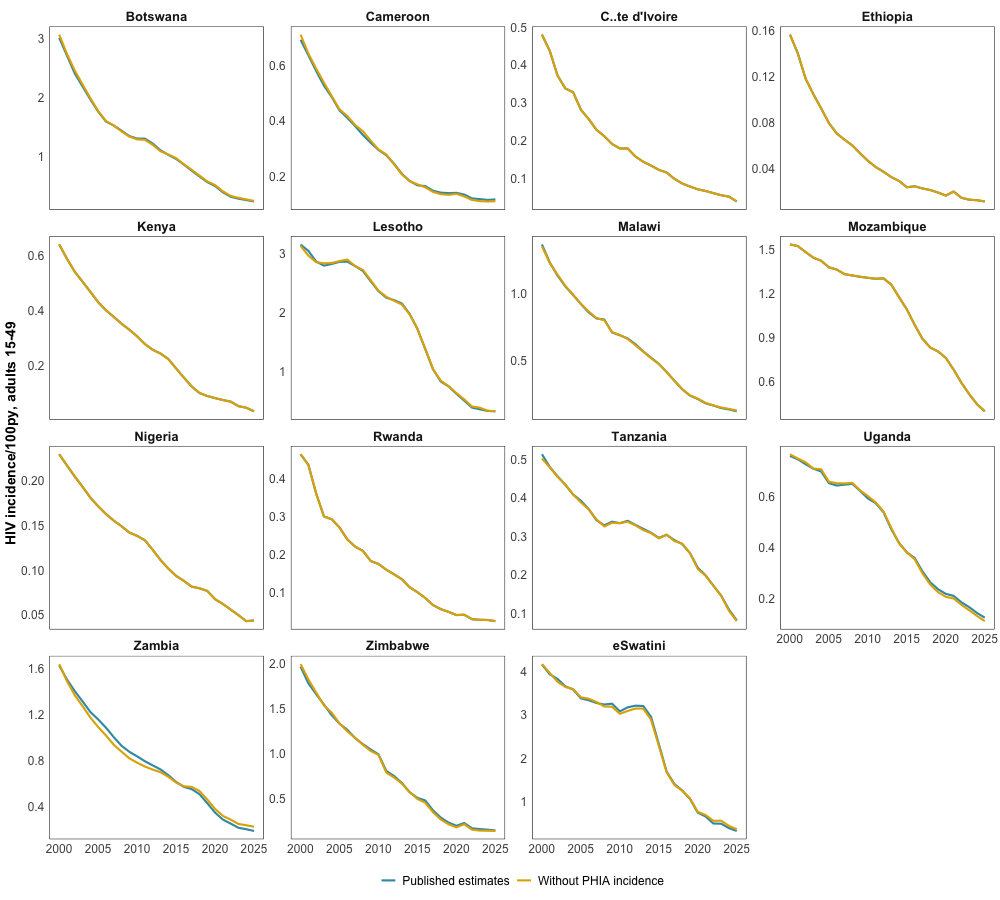 Botswana
Cameroon
C..te d'Ivoire
Ethiopia
3
2
1
0.6
0.4
0.2
0.5
0.4
0.3
0.2
0.1
0.16
0.12
0.08
0.04
Kenya
Lesotho
Malawi
Mozambique
0.6
0.4
0.2
3
2
1
1.0
0.5
1.5
1.2
0.9
0.6
HIV incidence/100py, adults 15-49
Nigeria
Rwanda
Tanzania
Uganda
0.20
0.15
0.10
0.05
0.4
0.3
0.2
0.1
0.5
0.4
0.3
0.2
0.1
0.6
0.4
0.2
2000 2005 2010 2015 2020 2025
Zambia
Zimbabwe
eSwatini
1.6
1.2
0.8
0.4
2.0
1.5
1.0
0.5
4
3
2
1
2000 2005 2010 2015 2020 2025
2000 2005 2010 2015 2020 2025
2000 2005 2010 2015 2020 2025
Published estimates
Without PHIA incidence